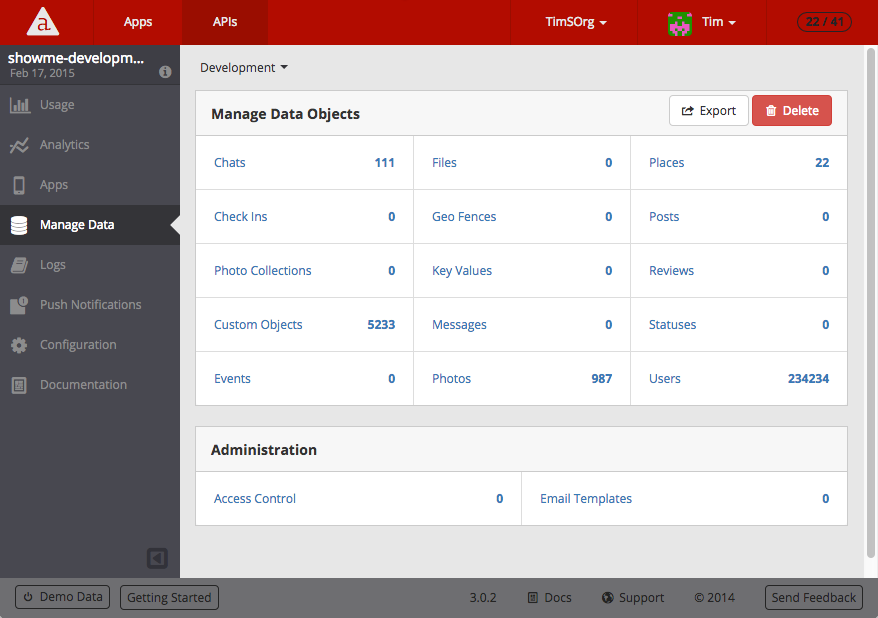 a Apps APIs TimSOrg Tim 22 / 41
showme-developm...
Feb 17, 2015
Usage
Analytics
Apps
Manage Data
Logs
Push Notifications
Configuration
Documentation
Development
Manage Data Objects Export Delete
Chats 111 Files 0 Places 22
Check Ins 0 Geo Fences 0 Posts 0
Photo Collections 0 Key Values 0 Reviews 0
Custom Objects 5233 Messages 0 Statuses 0
Events 0 Photos 987 Users 234234
Administration
Access Control 0 Email Templates 0
Demo Data Getting Started 3.0.2 Docs Support © 2014 Send Feedback